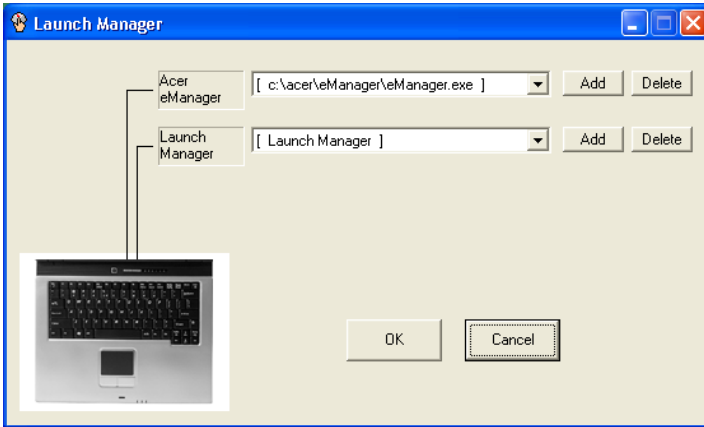 Launch Manager
Acer
eManager
[ c:\acer\eManager\eManager.exe ]
Add
Delete
Launch
Manager
[ Launch Manager ]
Add
Delete
OK
Cancel